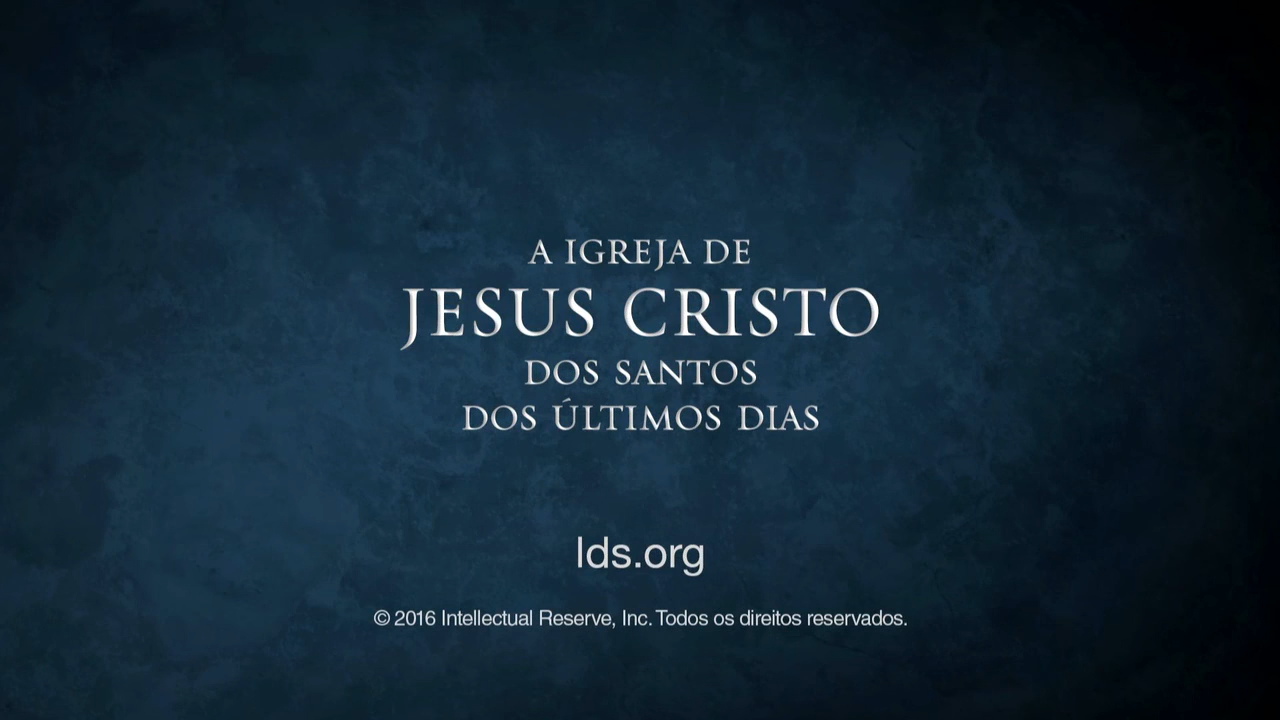 A IGREJA DE
JESUS CRISTO
DOS SANTOS
DOS ÚLTIMOS DIAS
lds.org
© 2016 Intellectual Reserve, Inc. Todos os direitos reservados.